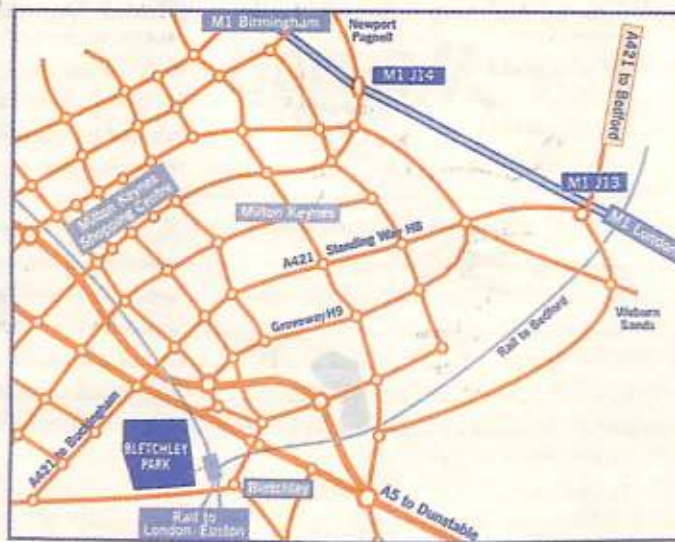 M1 Birmingham
Newport
Pagnell
M1 J14
A421 to Bedford
M1 J13
M1 London
Milton Keynes
Shopping Centre
Milton Keynes
A421 Standing Way H8
Groveway H9
Rail to Bedford
Woburn
Sands
A421 to Buckingham
BLETCHLEY
PARK
Bletchley
A5 to Dunstable
Rail to
London-Euston